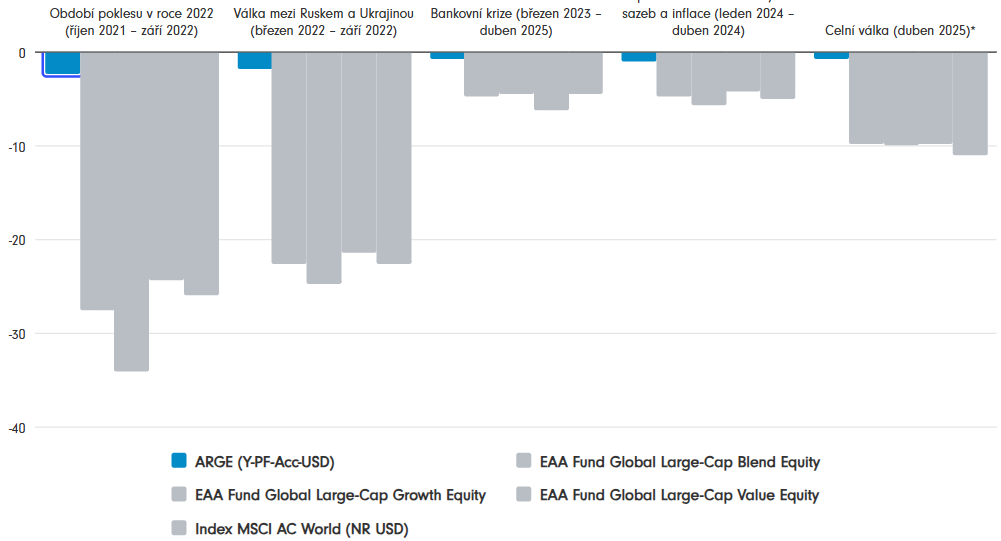 Období poklesu v roce 2022
(říjen 2021 – září 2022)
Válka mezi Ruskem a Ukrajinou
(březen 2022 – září 2022)
Bankovní krize (březen 2023 –
duben 2025)
sazeb a inflace (leden 2024 –
duben 2024)
Celní válka (duben 2025)*
0
-10
-20
-30
-40
ARGE (Y-PF-Acc-USD)
EAA Fund Global Large-Cap Blend Equity
EAA Fund Global Large-Cap Growth Equity
EAA Fund Global Large-Cap Value Equity
Index MSCI AC World (NR USD)